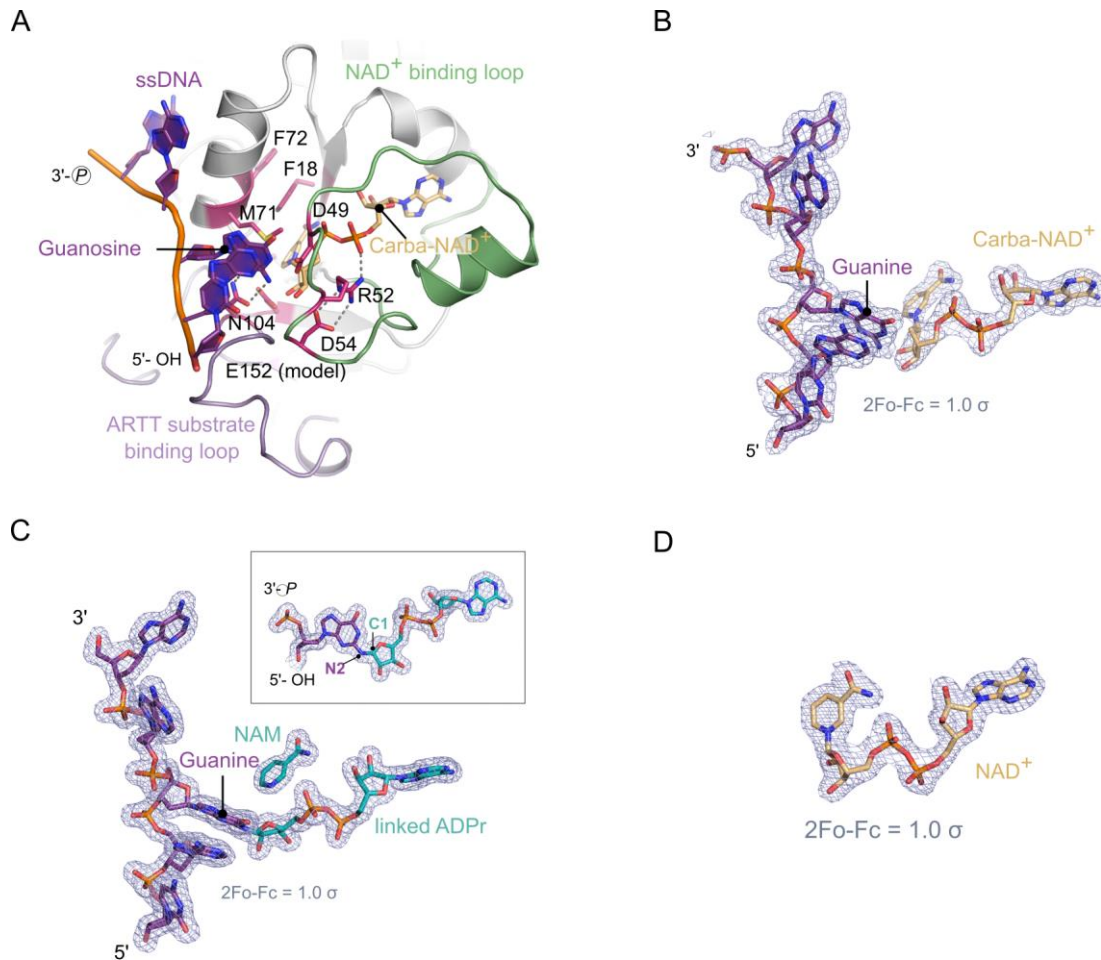 A
ssDNA
NAD+ binding loop
3'-P
F72
F18
M71
D49
Guanosine
Carba-NAD+
R52
N104
D54
5'- OH
E152 (model)
ARTT substrate
binding loop
B
3'
Carba-NAD+
Guanine
2Fo-Fc = 1.0 σ
5'
C
3'-P
C1
N2
5'- OH
3'
NAM
Guanine
linked ADPr
2Fo-Fc = 1.0 σ
5'
D
NAD+
2Fo-Fc = 1.0 σ